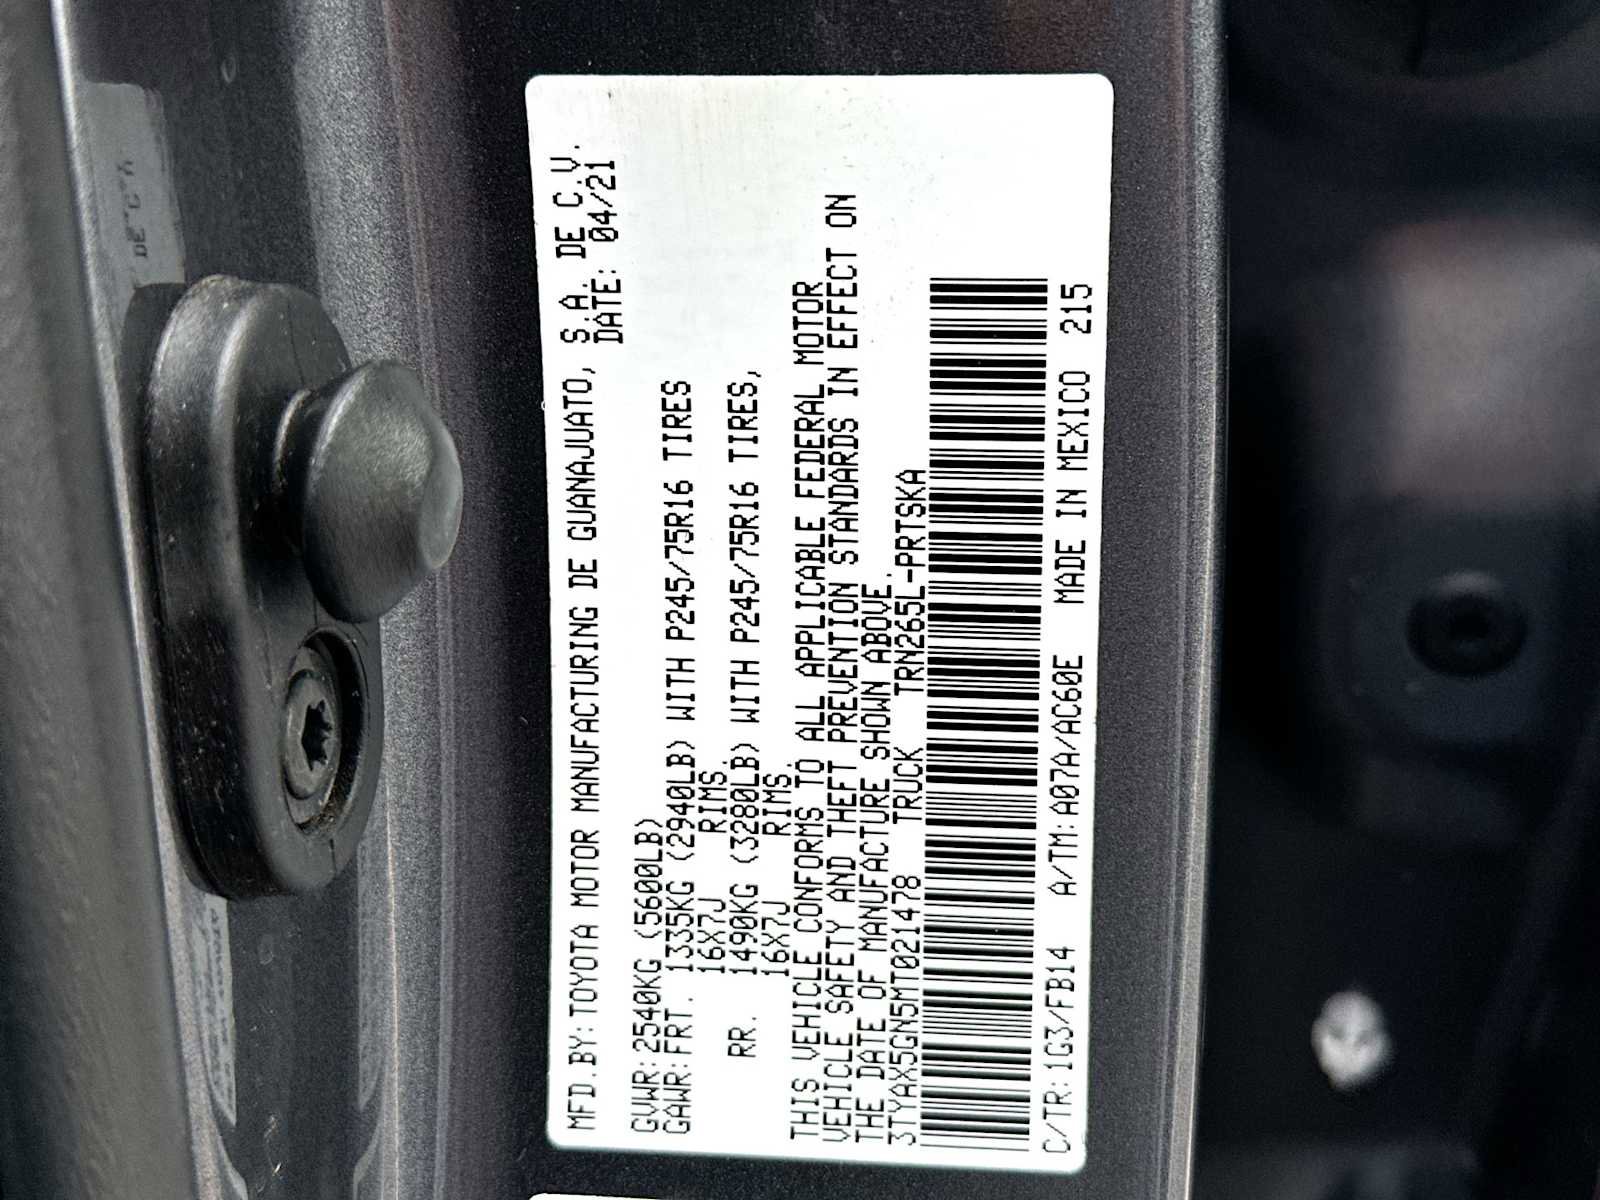 MFD.BY:TOYOTA MOTOR MANUFACTURING DE GUANAJUATO, S.A. DE C.V.
DATE: 04/21
GVWR:2540KG (5600LB)
GAWR:FRT. 1335KG (2940LB) WITH P245/75R16 TIRES
16X7J RIMS.
RR. 1490KG (3280LB) WITH P245/75R16 TIRES,
16X7J RIMS.
THIS VEHICLE CONFORMS TO ALL APPLICABLE FEDERAL MOTOR
VEHICLE SAFETY AND THEFT PREVENTION STANDARDS IN EFFECT ON
THE DATE OF MANUFACTURE SHOWN ABOVE.
3TYAX5GN5MT021478 TRUCK TRN265L-PRTSKA
C/TR:1G3/FB14 A/TM:A07A/AC60E MADE IN MEXICO 215
DE C.V.